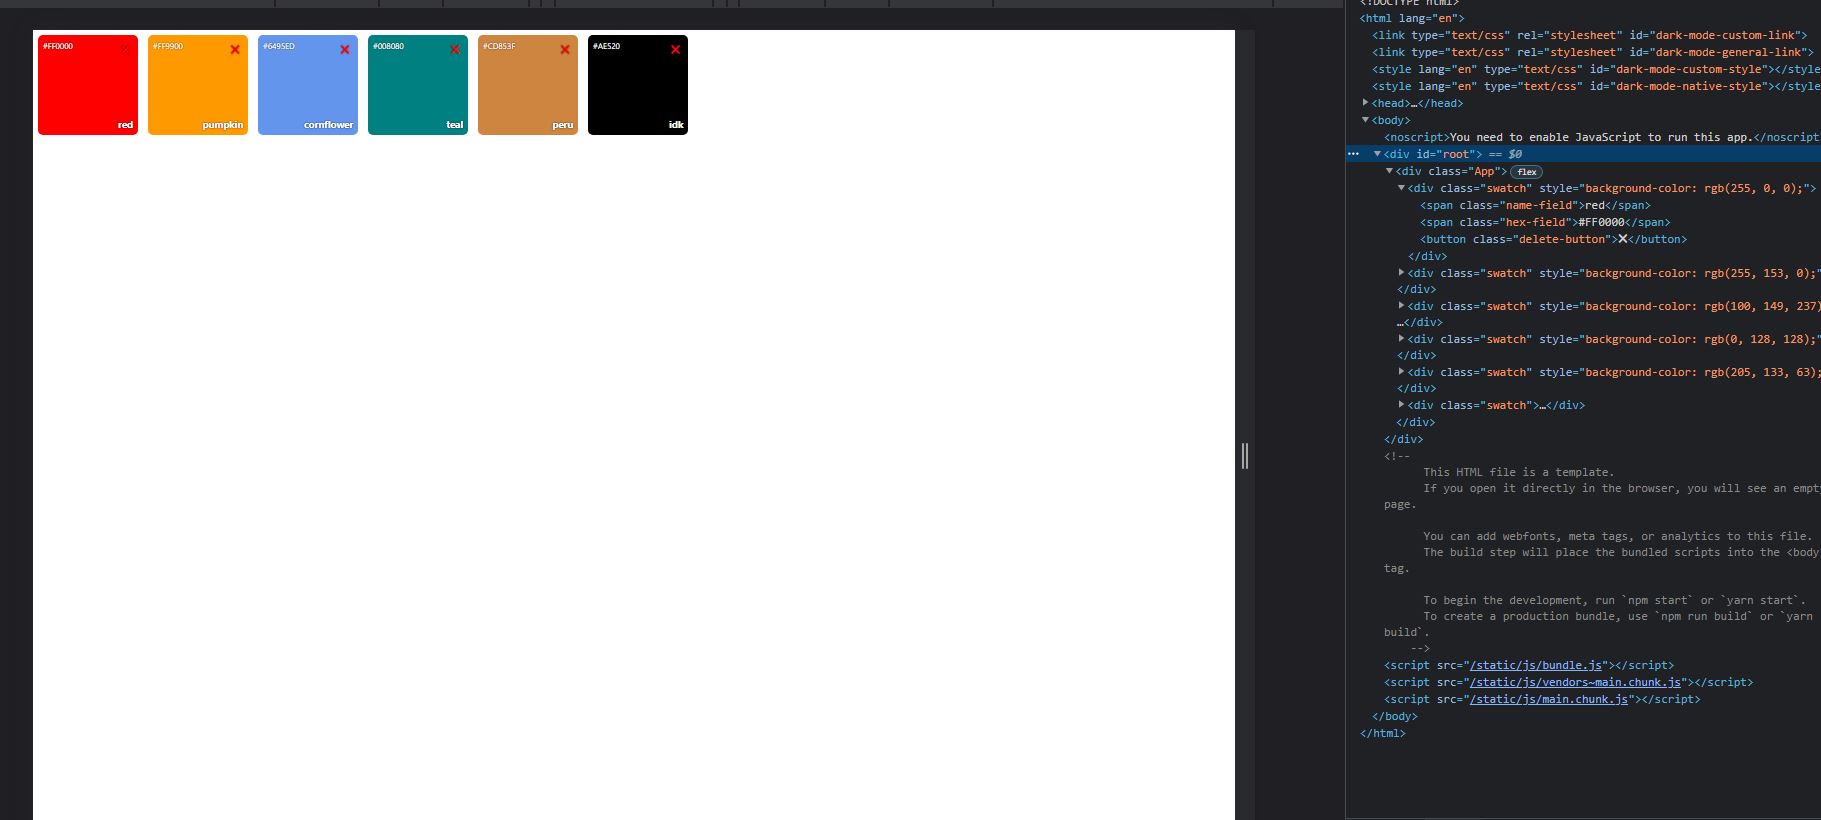 #FF0000
red
#FF9900
pumpkin
#6495ED
cornflower
#008080
teal
#CD853F
peru
#AE520
idk
<!DOCTYPE html>
<html lang="en">
<link type="text/css" rel="stylesheet" id="dark-mode-custom-link">
<link type="text/css" rel="stylesheet" id="dark-mode-general-link">
<style lang="en" type="text/css" id="dark-mode-custom-style"></style
<style lang="en" type="text/css" id="dark-mode-native-style"></style
<head>…</head>
<body>
<noscript>You need to enable JavaScript to run this app.</noscript
<div id="root"> == $0
<div class="App"> flex
<div class="swatch" style="background-color: rgb(255, 0, 0);">
<span class="name-field">red</span>
<span class="hex-field">#FF0000</span>
<button class="delete-button">❌</button>
</div>
<div class="swatch" style="background-color: rgb(255, 153, 0);"
</div>
<div class="swatch" style="background-color: rgb(100, 149, 237)
…</div>
<div class="swatch" style="background-color: rgb(0, 128, 128);"
</div>
<div class="swatch" style="background-color: rgb(205, 133, 63);
</div>
<div class="swatch">…</div>
</div>
</div>
<!--
This HTML file is a template.
If you open it directly in the browser, you will see an empty
page.
You can add webfonts, meta tags, or analytics to this file.
The build step will place the bundled scripts into the <body
tag.
To begin the development, run `npm start` or `yarn start`.
To create a production bundle, use `npm run build` or `yarn
build`.
-->
<script src="/static/js/bundle.js"></script>
<script src="/static/js/vendors~main.chunk.js"></script>
<script src="/static/js/main.chunk.js"></script>
</body>
</html>